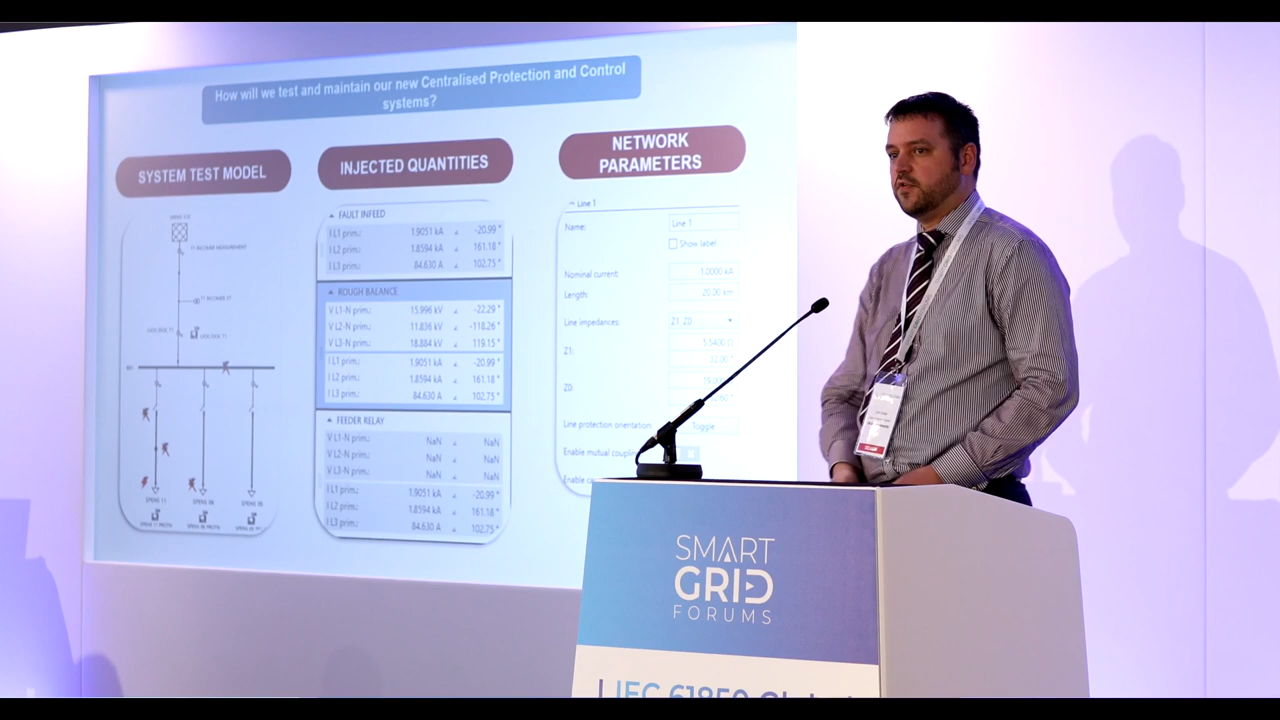 How will we test and maintain our new Centralised Protection and Control
systems?
SYSTEM TEST MODEL
INJECTED QUANTITIES
NETWORK
PARAMETERS
FAULT INFEED
I L1 prim.: 1.9051 kA -20.99 °
I L2 prim.: 1.8594 kA 161.18 °
I L3 prim.: 84.630 A 102.75 °
ROUGH BALANCE
V L1-N prim.: 15.996 kV -22.29 °
V L2-N prim.: 11.836 kV -118.26 °
V L3-N prim.: 18.884 kV 119.15 °
I L1 prim.: 1.9051 kA -20.99 °
I L2 prim.: 1.8594 kA 161.18 °
I L3 prim.: 84.630 A 102.75 °
FEEDER RELAY
V L1-N prim.: NaN NaN
V L2-N prim.: NaN NaN
V L3-N prim.: NaN NaN
I L1 prim.: 1.9051 kA -20.99 °
I L2 prim.: 1.8594 kA 161.18 °
I L3 prim.: 84.630 A 102.75 °
Line 1
Name: Line 1
Show label
Nominal current: 1.0000 kA
Length: 20.00 km
Line impedances: Z1, Z0
Z1:
Z0:
Line protection orientation: Toggle
Enable mutual
SMART
GRID
FORUMS
IEC 61850